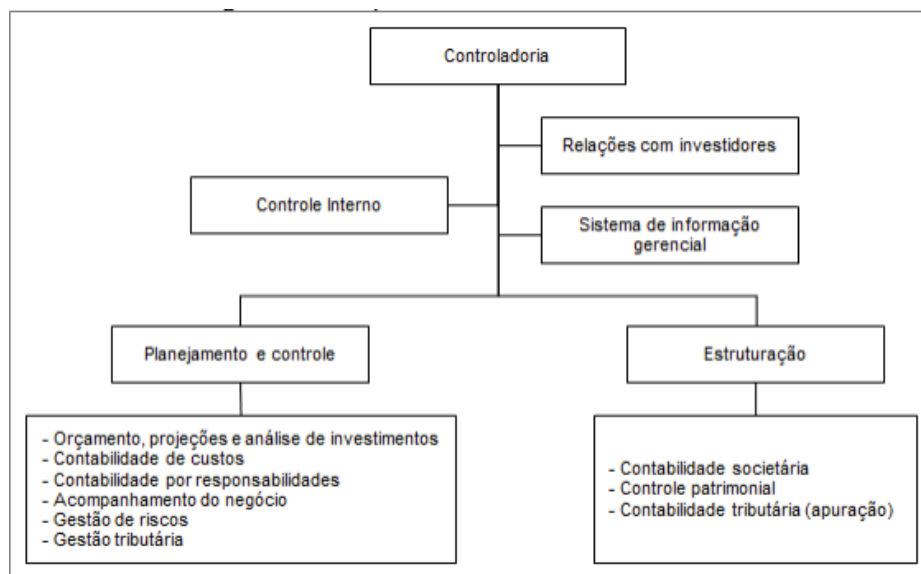 Controladoria
Relações com investidores
Controle Interno
Sistema de informação
gerencial
Planejamento e controle
Estruturação
- Orçamento, projeções e análise de investimentos
- Contabilidade de custos
- Contabilidade por responsabilidades
- Acompanhamento do negócio
- Gestão de riscos
- Gestão tributária
- Contabilidade societária
- Controle patrimonial
- Contabilidade tributária (apuração)